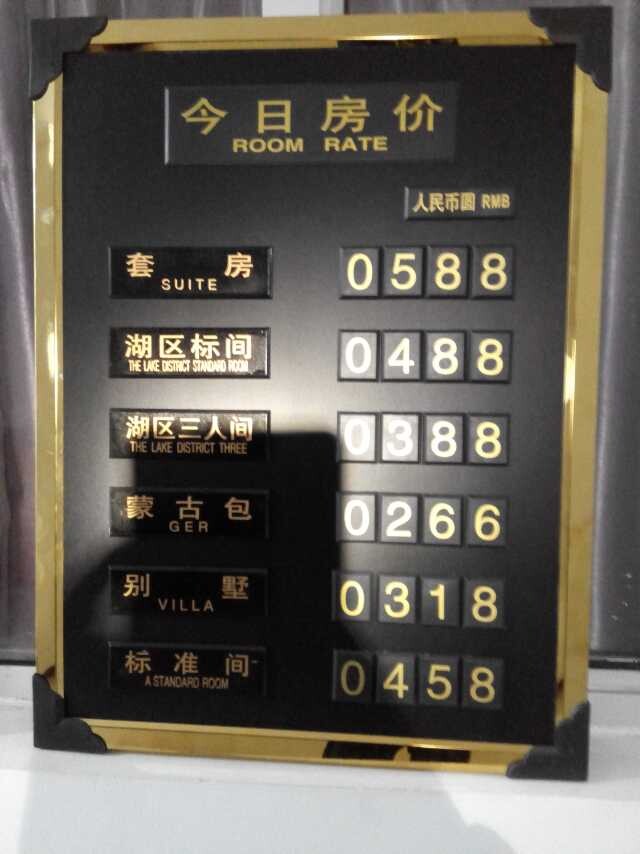 今日房价
ROOM RATE
人民币圆 RMB
套房 0588
SUITE
湖区标间 0488
THE LAKE DISTRICT STANDARD ROOM
湖区三人间 0388
THE LAKE DISTRICT THREE
蒙古包 0266
GER
别墅 0318
VILLA
标准间 0458
A STANDARD ROOM